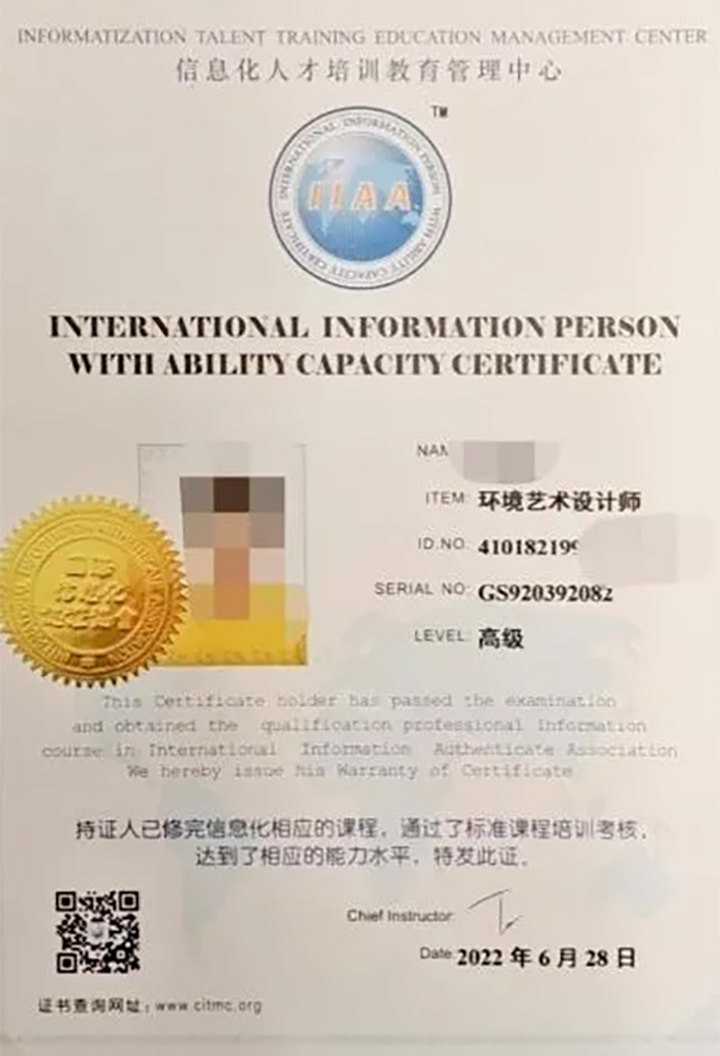 INFORMATIZATION TALENT TRAINING EDUCATION MANAGEMENT CENTER
信息化人才培训教育管理中心
TM
INTERNATIONAL INFORMATION PERSON WITH ABILITY CAPACITY CERTIFICATE
IIAA
INTERNATIONAL INFORMATION PERSON
WITH ABILITY CAPACITY CERTIFICATE
ITEM: 环境艺术设计师
ID.NO. 41018219
SERIAL NO: GS920392082
LEVEL: 高级
This Certificate holder has passed the examination
and obtained the qualification professional Information
course in International Information Authenticate Association
We hereby issue his Warranty of Certificate
持证人已修完信息化相应的课程，通过了标准课程培训考核，
达到了相应的能力水平，特发此证。
Chief Instructor:
Date: 2022 年 6 月 28 日
证书查询网址：www.citmc.org